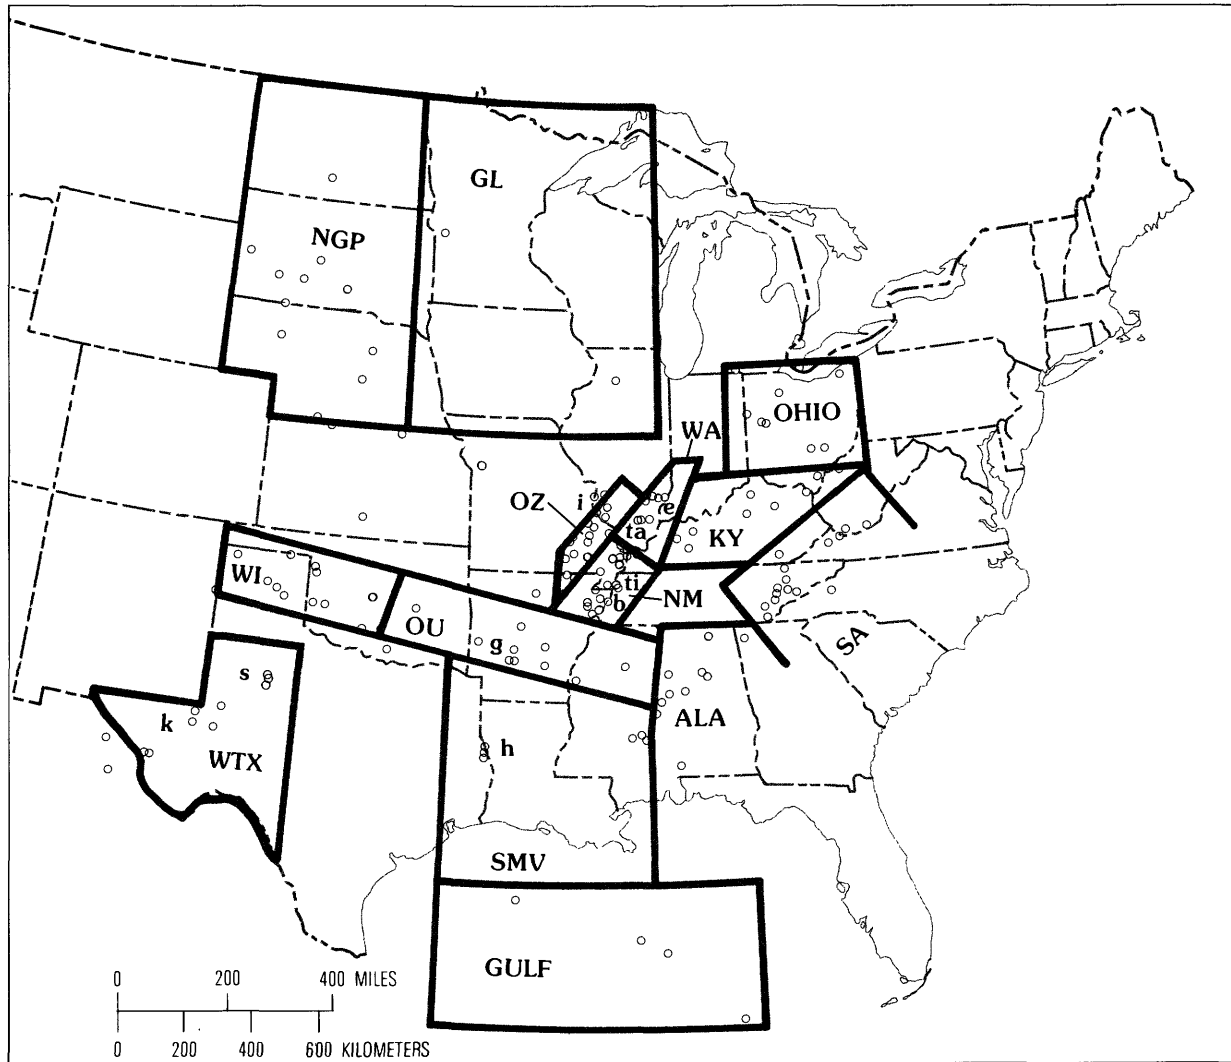 GL
NGP
OHIO
WA
OZ
i
e
ta
KY
WI
ti
b
NM
OU
g
SA
s
k
ALA
h
WTX
SMV
GULF
0 200 400 MILES
0 200 400 600 KILOMETERS